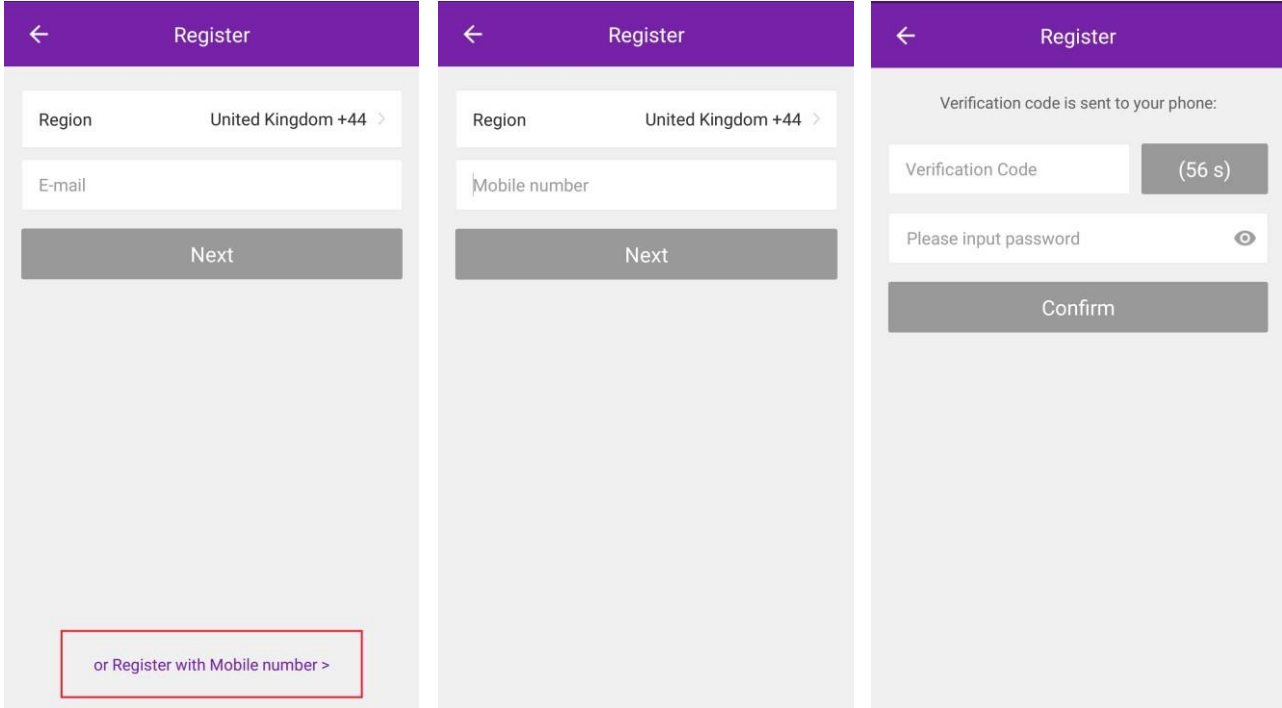 Register
Region United Kingdom +44 >
E-mail
Next
or Register with Mobile number >
Register
Region United Kingdom +44 >
Mobile number
Next
Register
Verification code is sent to your phone:
Verification Code (56 s)
Please input password
Confirm